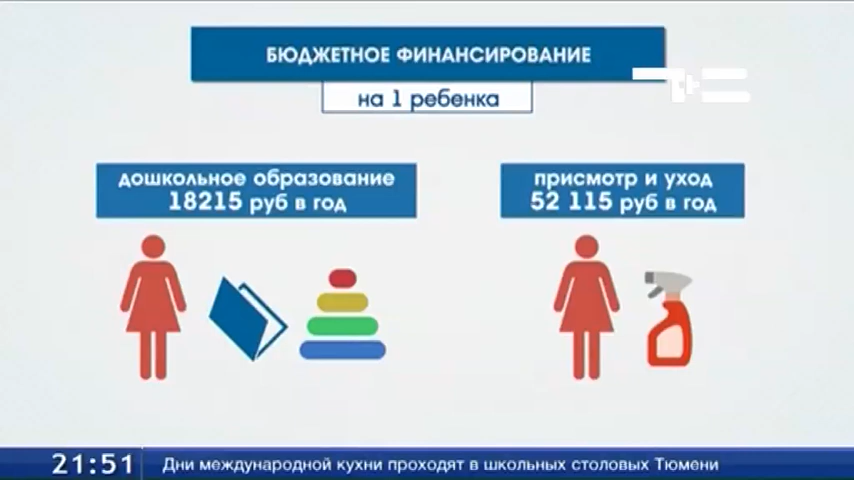 БЮДЖЕТНОЕ ФИНАНСИРОВАНИЕ
на 1 ребенка
дошкольное образование
18215 руб в год
присмотр и уход
52 115 руб в год
21:51
Дни международной кухни проходят в школьных столовых Тюмени